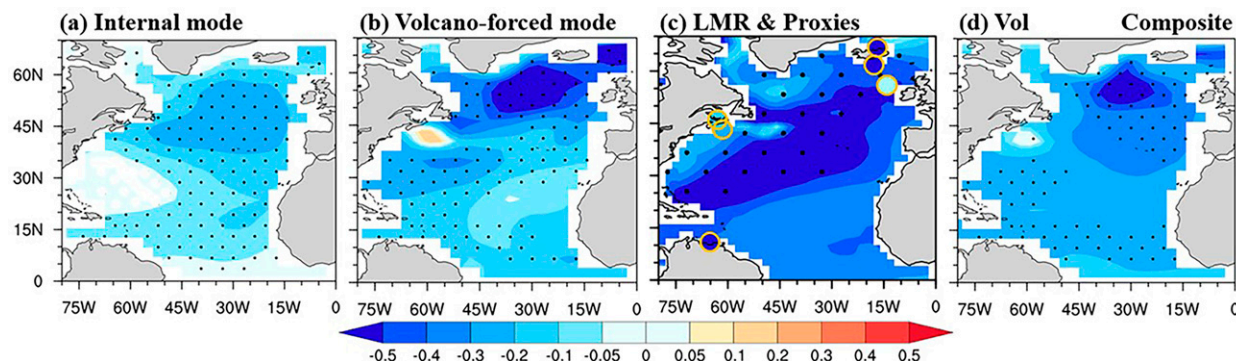 (a) Internal mode
(b) Volcano-forced mode
(c) LMR & Proxies
(d) Vol Composite
60N
45N
30N
15N
0
75W 60W 45W 30W 15W 0
75W 60W 45W 30W 15W 0
75W 60W 45W 30W 15W 0
75W 60W 45W 30W 15W 0
-0.5 -0.4 -0.3 -0.2 -0.1 -0.05 0 0.05 0.1 0.2 0.3 0.4 0.5